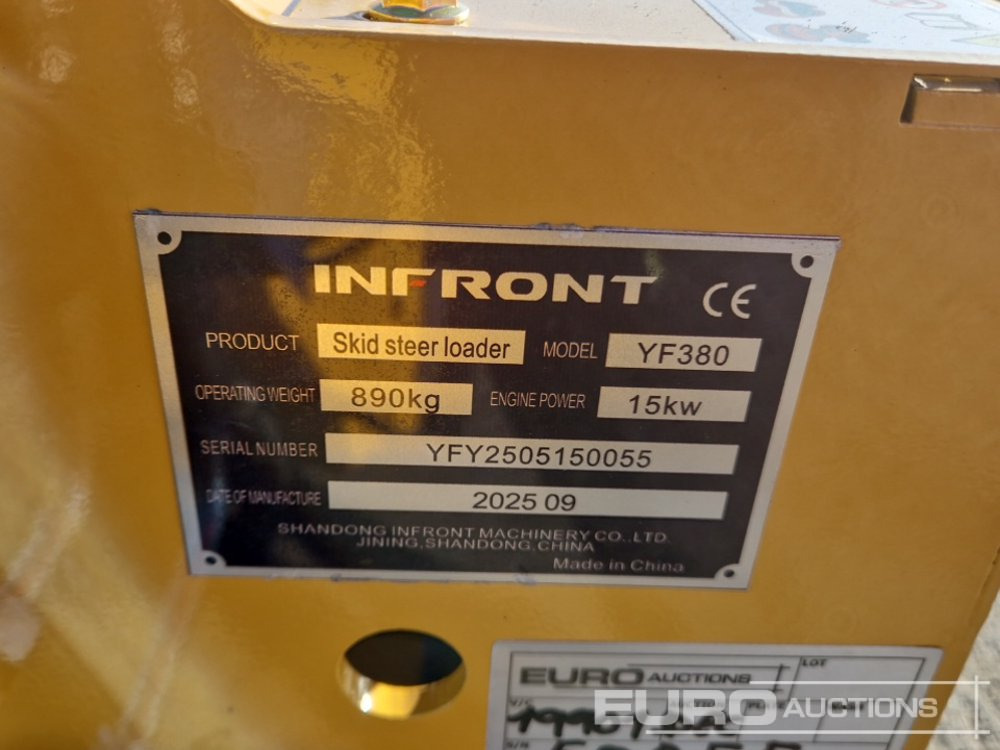 INFRONT CE
PRODUCT Skid steer loader MODEL YF380
OPERATING WEIGHT 890kg ENGINE POWER 15kw
SERIAL NUMBER YFY2505150055
DATE OF MANUFACTURE 2025 09
SHANDONG INFRONT MACHINERY CO.,LTD.
JINING,SHANDONG,CHINA
Made in China
LOT
EURO AUCTIONS
EURO AUCTIONS